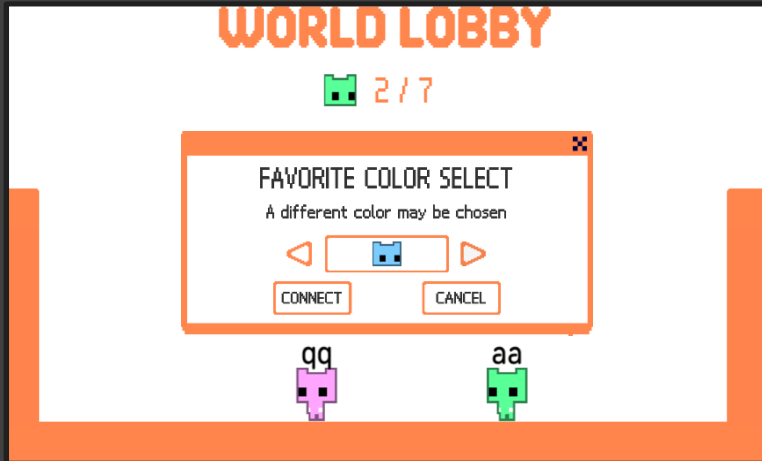 WORLD LOBBY
2/7
FAVORITE COLOR SELECT
A different color may be chosen
CONNECT CANCEL
qq aa